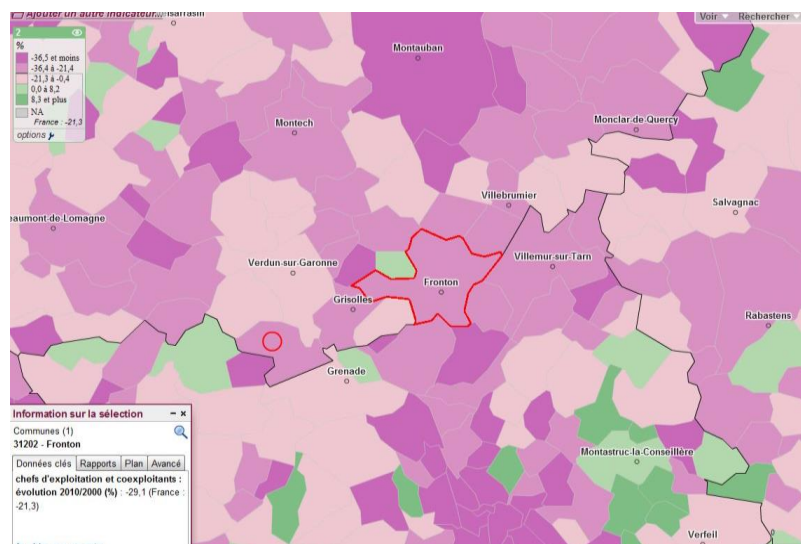 Ajouter un autre indicateur...
Voir
Rechercher
2
%
-36,5 et moins
-36,4 à -21,4
-21,3 à -0,4
0,0 à 8,2
8,3 et plus
NA
France : -21,3
options
Montauban
Montech
Monclar-de-Quercy
Villebrumier
Salvagnac
eaumont-de-Lomagne
Verdun-sur-Garonne
Villemur-sur-Tarn
Fronton
Grisolles
Rabastens
Grenade
Montastruc-la-Conseillère
Verfeil
Information sur la sélection
Communes (1)
31202 - Fronton
Données clés
Rapports
Plan
Avancé
chefs d'exploitation et coexploitants :
évolution 2010/2000 (%) : -29,1 (France :
-21,3)